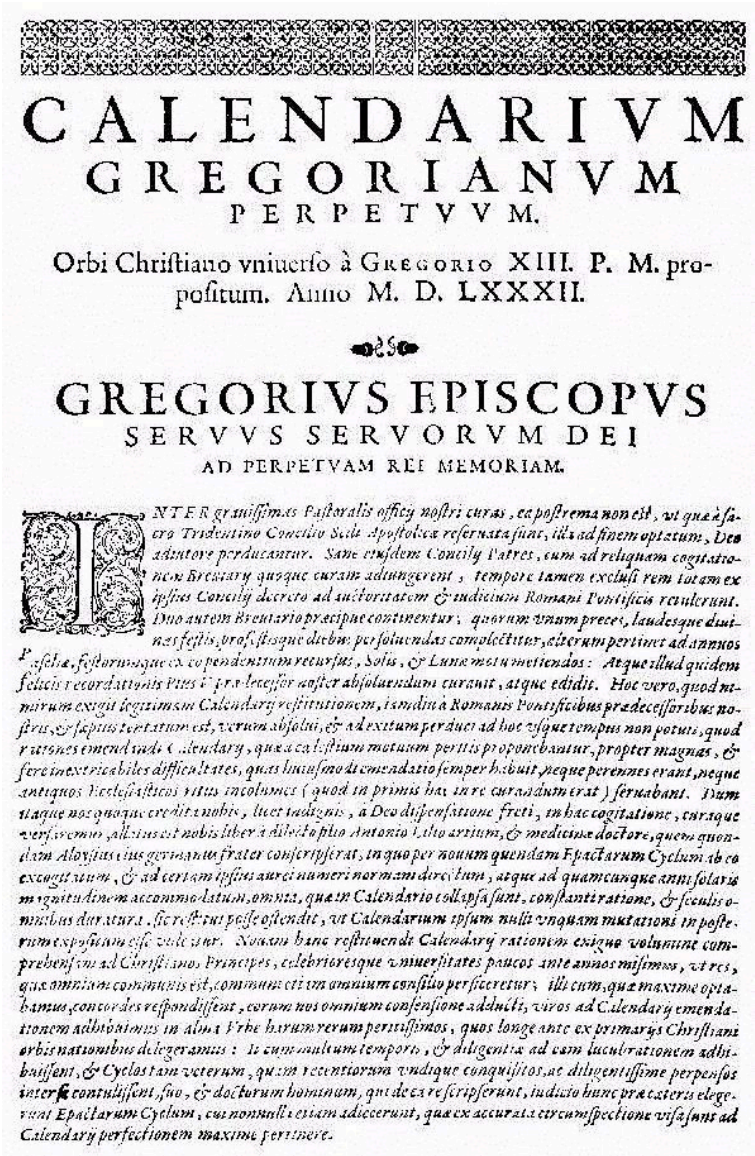 CALENDARIVM
GREGORIANVM
PERPETVVM.
Orbi Chriſtiano vniuerſo à GREGORIO XIII. P. M. pro-
poſitum. Anno M. D. LXXXII.
GREGORIVS EPISCOPVS
SERVVS SERVORVM DEI
AD PERPETVAM REI MEMORIAM.
INTER grauiſſimas Paſtoralis officij noſtri curas, ea poſtrema non eſt, vt quæ à ſa-
cro Tridentino Concilio Sedi Apoſtolicæ reſeruata ſunt, illa ad finem optatum, Deo
adiutore perducantur. Sane eiuſdem Concilij Patres, cum ad reliquam cogitatio-
nem Breuiarij quoque curam adiungerent, tempore tamen excluſi rem totam ex
ipſius Concilij decreto ad auctoritatem & iudicium Romani Pontificis retulerunt.
Duo autem Breuiario præcipue continentur, quorum vnum preces, laudesque diui-
nas feſtis, profeſtisque diebus perſoluendas complectitur, alterum pertinet ad annuos
Paſchæ, feſtorumque ex eo pendentium recurſus, Solis, & Lunæ motu metiendos: Atque illud quidem
felicis recordationis Pius V. prædeceſſor noſter abſoluendum curauit, atque edidit. Hoc vero, quod ni-
mirum exigit legitimam Calendarij reſtitutionem, iamdiu à Romanis Pontificibus prædeceſſoribus no-
ſtris, & ſæpius tentatum eſt, verum abſolui, & ad exitum perduci ad hoc vſque tempus non potuit, quod
rationes emendandi Calendarij, quæ a cæleſtium motuum peritis proponebantur, propter magnas, &
fere inextricabiles difficultates, quas huiuſmodi emendatio ſemper habuit, neque perennes erant, neque
antiquos Eccleſiaſticos ritus incolumes (quod in primis hac in re curandum erat) ſeruabant. Dum
itaque nos quoque credita nobis, licet indignis, à Deo diſpenſatione freti, in hac cogitatione, curaque
verſaremur, allatus eſt nobis liber à dilecto filio Antonio Lilio artium, & medicinæ doctore, quem quon-
dam Aloyſius eius germanus frater conſcripſerat, in quo per nouum quendam Epactarum Cyclum ab eo
excogitatum, & ad certam ipſius aurei numeri normam directum, atque ad quamcunque anni ſolaris
magnitudinem accommodatum, omnia, quæ in Calendario collapſa ſunt, conſtanti ratione, & ſeculis o-
mnibus duratura, ſic reſtitui poſſe oſtendit, vt Calendarium ipſum nulli vnquam mutationi in poſte-
rum expoſitum eſſe videatur. Nouam hanc reſtituendi Calendarij rationem exiguo volumine com-
prehenſam ad Chriſtianos Principes, celebrioresque vniuerſitates paucos ante annos miſimus, vt res,
quæ omnium communis eſt, communi etiam omnium conſilio perficeretur; illi cum, quæ maxime opta-
bamus, concordes reſpondiſſent, eorum nos omnium conſenſione adducti, viros ad Calendarij emenda-
tionem adhibuimus in alma Vrbe harum rerum peritiſſimos, quos longe ante ex primarijs Chriſtiani
orbis nationibus delegeramus: Ii cum multum temporis, & diligentiæ ad eam lucubrationem adhi-
buiſſent, & Cyclos tam veterum, quam recentiorum vndique conquiſitos, ac diligentiſſime perpenſos
inter ſe contuliſſent, ſuo, & doctorum hominum, qui de ea re ſcripſerunt, iudicio hunc præ cæteris elege-
runt Epactarum Cyclum, cui nonnulla etiam adiecerunt, quæ ex accurata circumſpectione viſa ſunt ad
Calendarij perfectionem maxime pertinere.